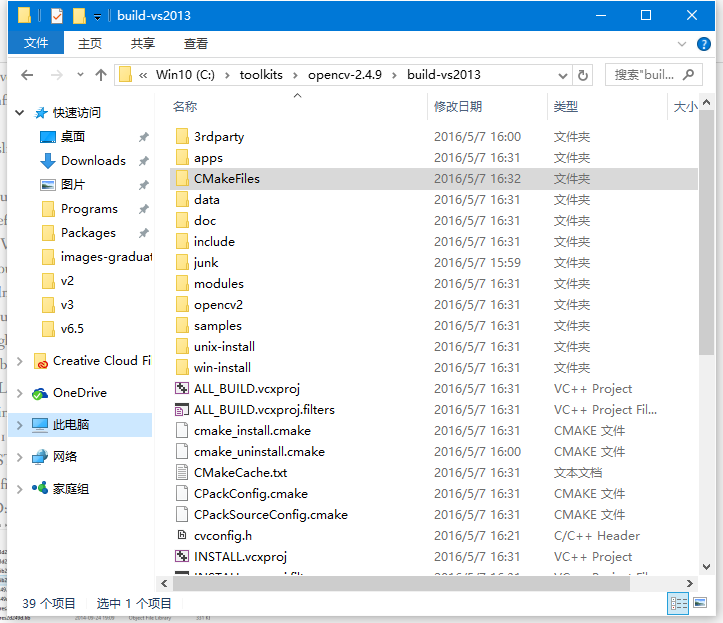 build-vs2013
文件 主页 共享 查看
« Win10 (C:) › toolkits › opencv-2.4.9 › build-vs2013 搜索"buil...
名称 修改日期 类型 大小
快速访问
桌面
Downloads
图片
Programs
Packages
images-graduat
v2
v3
v6.5
Creative Cloud Fi
OneDrive
此电脑
网络
家庭组
3rdparty 2016/5/7 16:00 文件夹
apps 2016/5/7 16:31 文件夹
CMakeFiles 2016/5/7 16:32 文件夹
data 2016/5/7 16:31 文件夹
doc 2016/5/7 16:31 文件夹
include 2016/5/7 16:31 文件夹
junk 2016/5/7 15:59 文件夹
modules 2016/5/7 16:31 文件夹
opencv2 2016/5/7 16:31 文件夹
samples 2016/5/7 16:31 文件夹
unix-install 2016/5/7 16:31 文件夹
win-install 2016/5/7 16:31 文件夹
ALL_BUILD.vcxproj 2016/5/7 16:31 VC++ Project
ALL_BUILD.vcxproj.filters 2016/5/7 16:31 VC++ Project Fil...
cmake_install.cmake 2016/5/7 16:31 CMAKE 文件
cmake_uninstall.cmake 2016/5/7 16:00 CMAKE 文件
CMakeCache.txt 2016/5/7 16:31 文本文档
CPackConfig.cmake 2016/5/7 16:31 CMAKE 文件
CPackSourceConfig.cmake 2016/5/7 16:31 CMAKE 文件
cvconfig.h 2016/5/7 16:21 C/C++ Header
INSTALL.vcxproj 2016/5/7 16:31 VC++ Project
39 个项目 选中 1 个项目